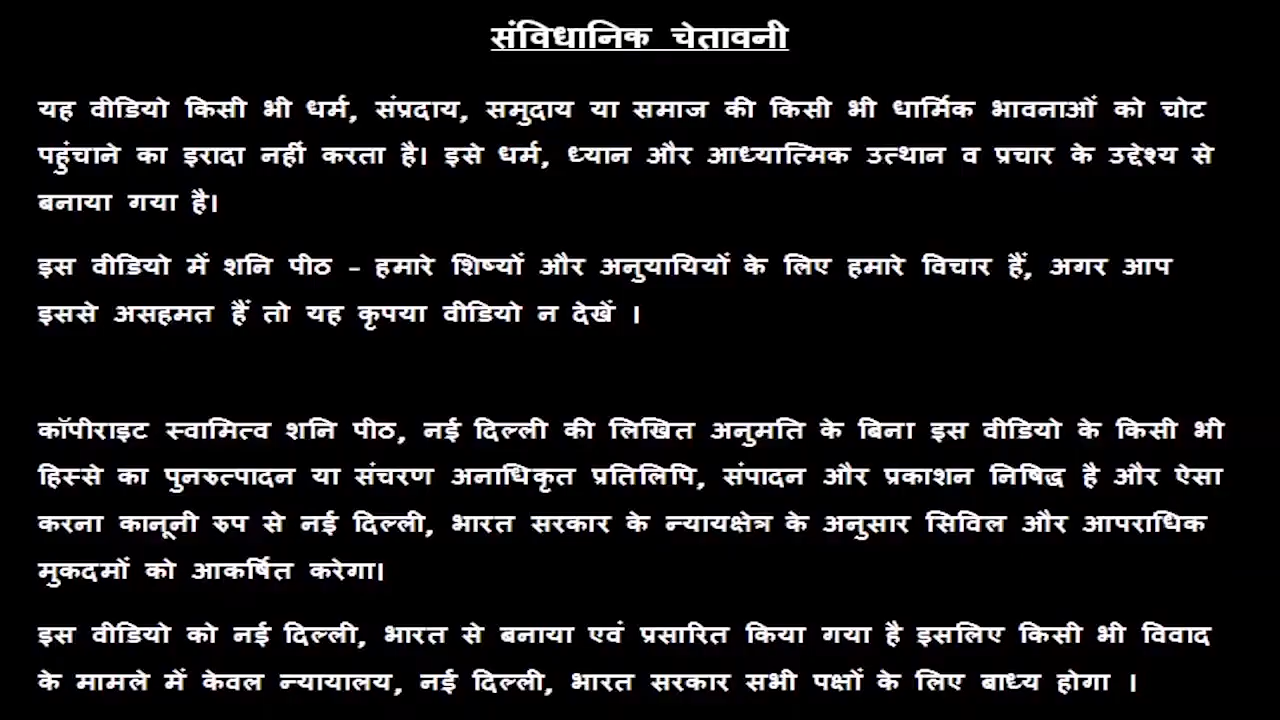 संविधानिक चेतावनी
यह वीडियो किसी भी धर्म, संप्रदाय, समुदाय या समाज की किसी भी धार्मिक भावनाओं को चोट
पहुंचाने का इरादा नहीं करता है। इसे धर्म, ध्यान और आध्यात्मिक उत्थान व प्रचार के उद्देश्य से
बनाया गया है।
इस वीडियो में शनि पीठ – हमारे शिष्यों और अनुयायियों के लिए हमारे विचार हैं, अगर आप
इससे असहमत हैं तो यह कृपया वीडियो न देखें ।
कॉपीराइट स्वामित्व शनि पीठ, नई दिल्ली की लिखित अनुमति के बिना इस वीडियो के किसी भी
हिस्से का पुनरुत्पादन या संचरण अनाधिकृत प्रतिलिपि, संपादन और प्रकाशन निषिद्ध है और ऐसा
करना कानूनी रुप से नई दिल्ली, भारत सरकार के न्यायक्षेत्र के अनुसार सिविल और आपराधिक
मुकदमों को आकर्षित करेगा।
इस वीडियो को नई दिल्ली, भारत से बनाया एवं प्रसारित किया गया है इसलिए किसी भी विवाद
के मामले में केवल न्यायालय, नई दिल्ली, भारत सरकार सभी पक्षों के लिए बाध्य होगा ।